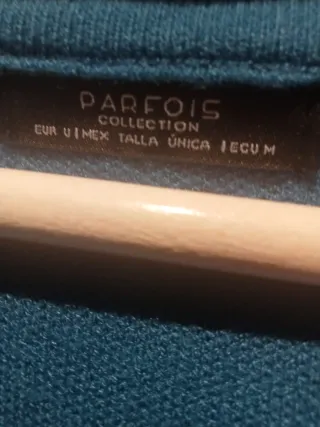 PARFOIS
COLLECTION
EUR U | MEX TALLA ÚNICA | ECU M